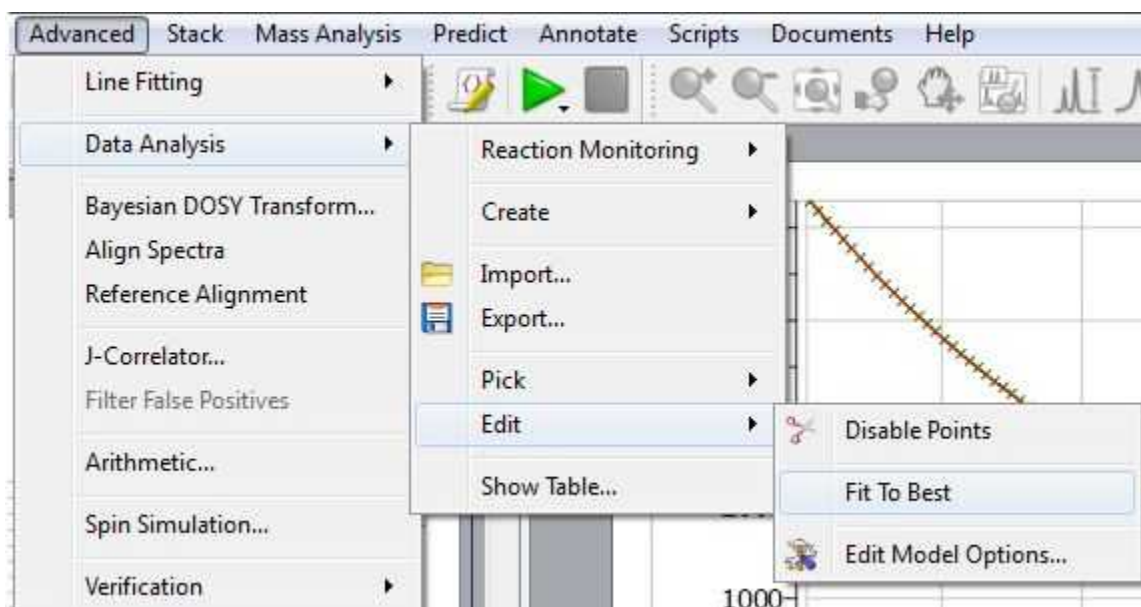 Advanced Stack Mass Analysis Predict Annotate Scripts Documents Help
Line Fitting
Data Analysis
Bayesian DOSY Transform...
Align Spectra
Reference Alignment
J-Correlator...
Filter False Positives
Arithmetic...
Spin Simulation...
Verification
Reaction Monitoring
Create
Import...
Export...
Pick
Edit
Show Table...
Disable Points
Fit To Best
Edit Model Options...
1000